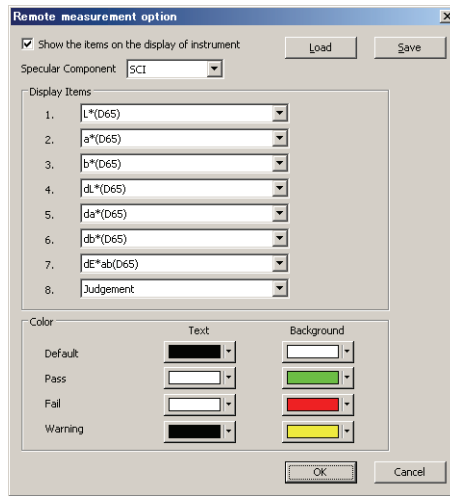 Remote measurement option
Show the items on the display of instrument
Load
Save
Specular Component
SCI
Display Items
1. L*(D65)
2. a*(D65)
3. b*(D65)
4. dL*(D65)
5. da*(D65)
6. db*(D65)
7. dE*ab(D65)
8. Judgement
Color
Text Background
Default
Pass
Fail
Warning
OK Cancel